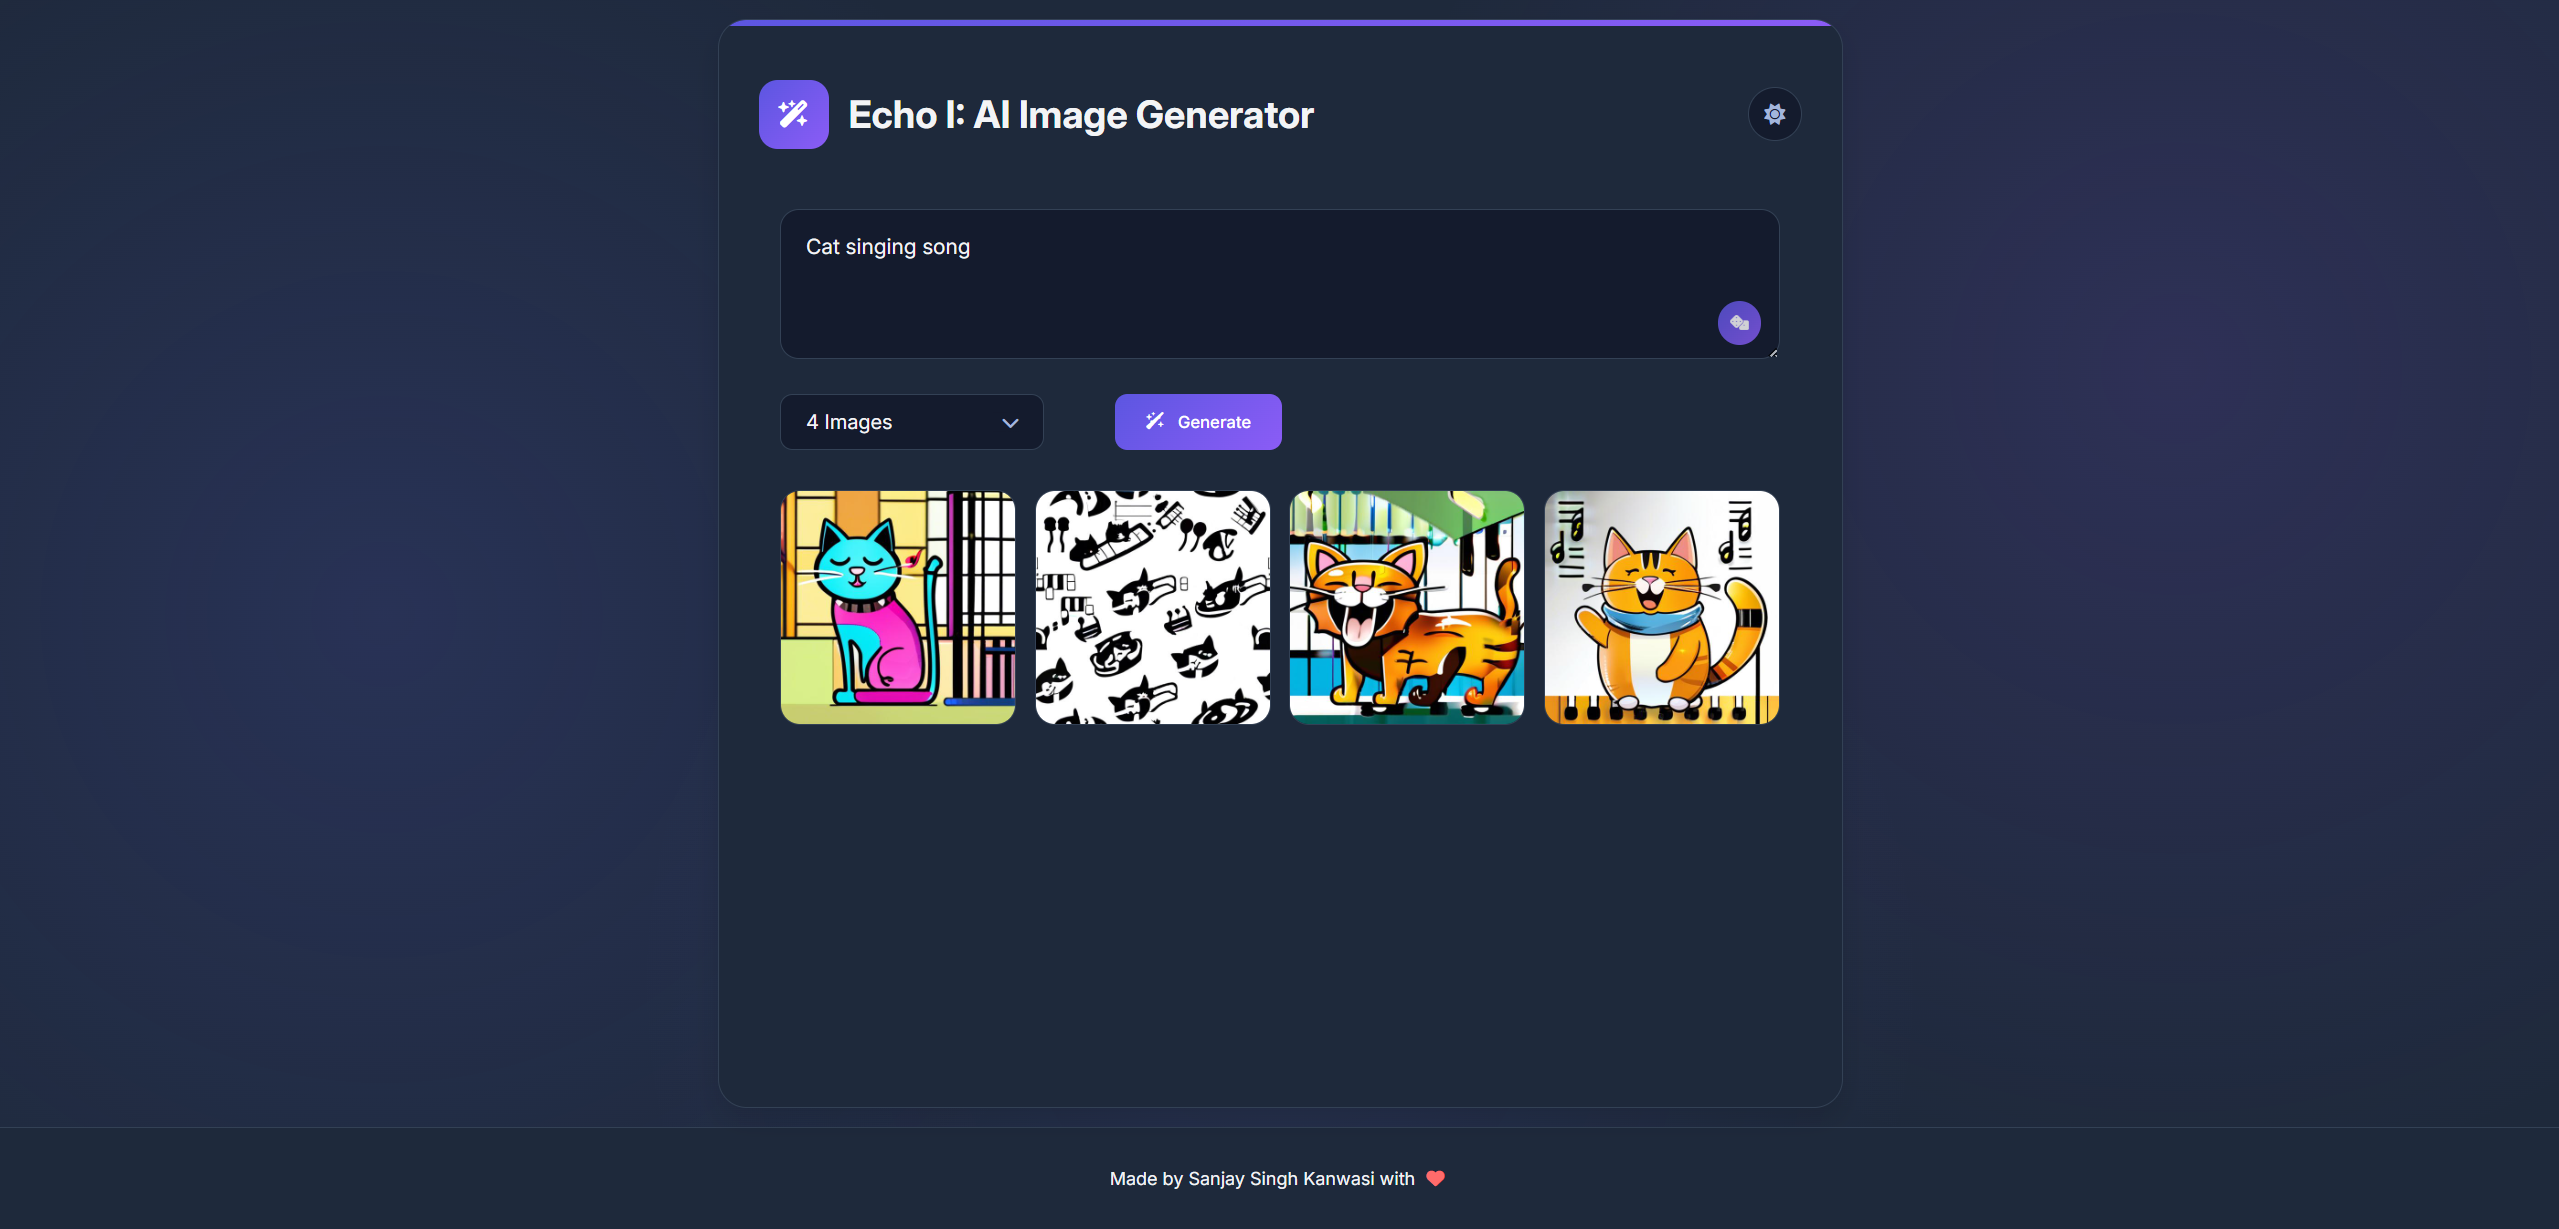 Echo I: AI Image Generator
Cat singing song
4 Images
Generate
Made by Sanjay Singh Kanwasi with